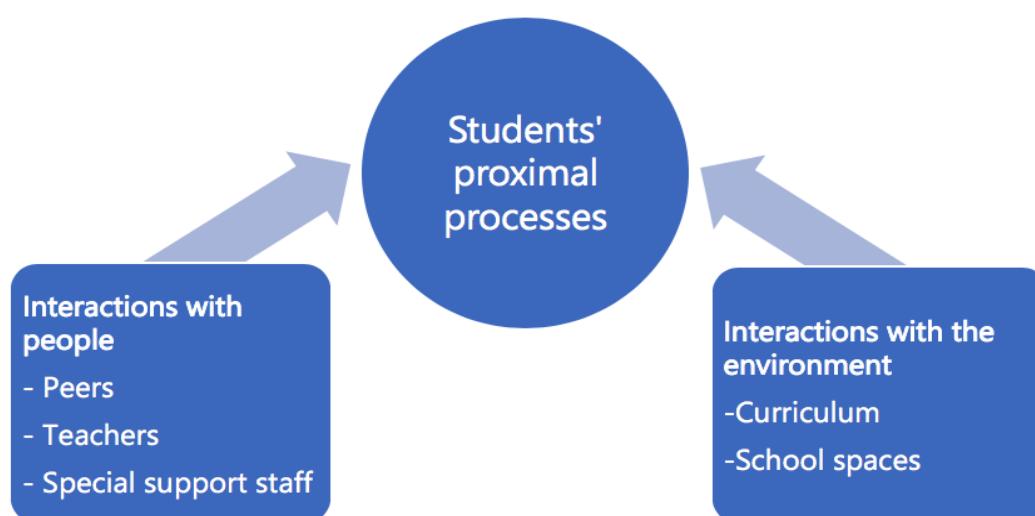 Students'
proximal
processes
Interactions with
people
- Peers
- Teachers
- Special support staff
Interactions with the
environment
-Curriculum
-School spaces